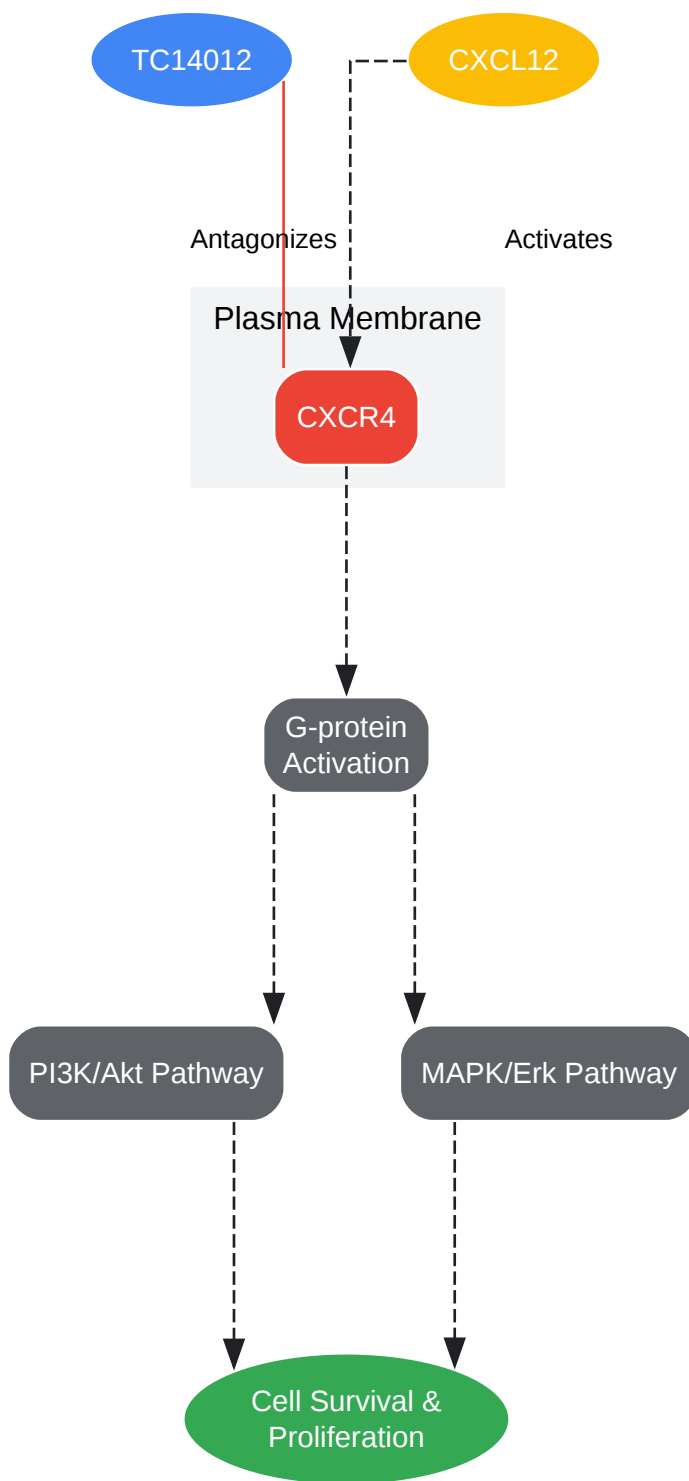 TC14012
CXCL12
Antagonizes
Activates
Plasma Membrane
CXCR4
G-protein
Activation
PI3K/Akt Pathway
MAPK/Erk Pathway
Cell Survival &
Proliferation